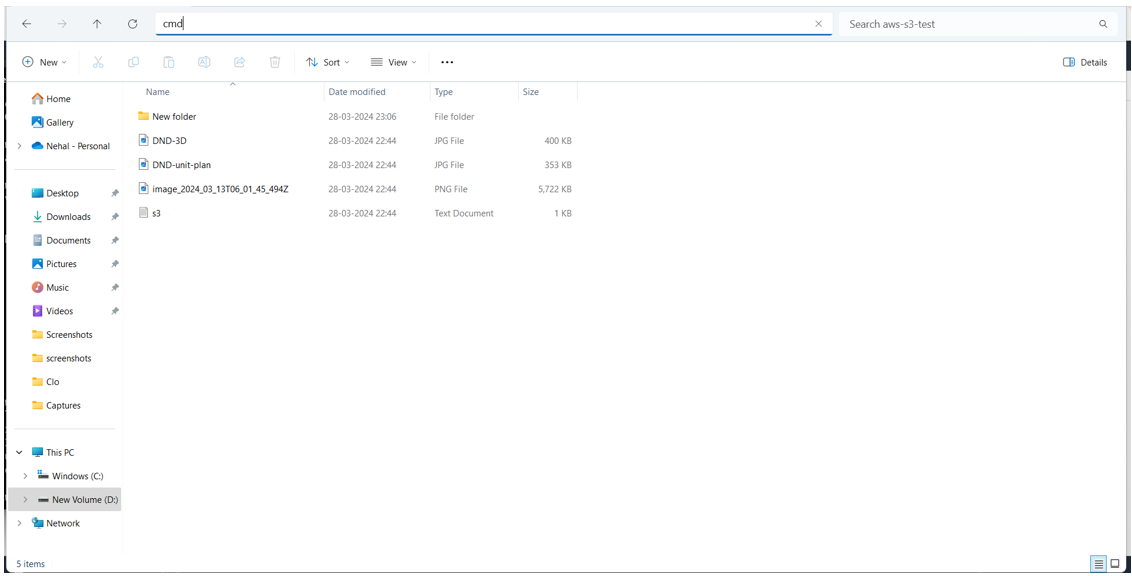 cmd
Search aws-s3-test
New
Sort
View
Details
Name Date modified Type Size
Home
Gallery
Nehal - Personal
Desktop
Downloads
Documents
Pictures
Music
Videos
Screenshots
screenshots
Clo
Captures
This PC
Windows (C:)
New Volume (D:)
Network
New folder 28-03-2024 23:06 File folder
DND-3D 28-03-2024 22:44 JPG File 400 KB
DND-unit-plan 28-03-2024 22:44 JPG File 353 KB
image_2024_03_13T06_01_45_494Z 28-03-2024 22:44 PNG File 5,722 KB
s3 28-03-2024 22:44 Text Document 1 KB
5 items